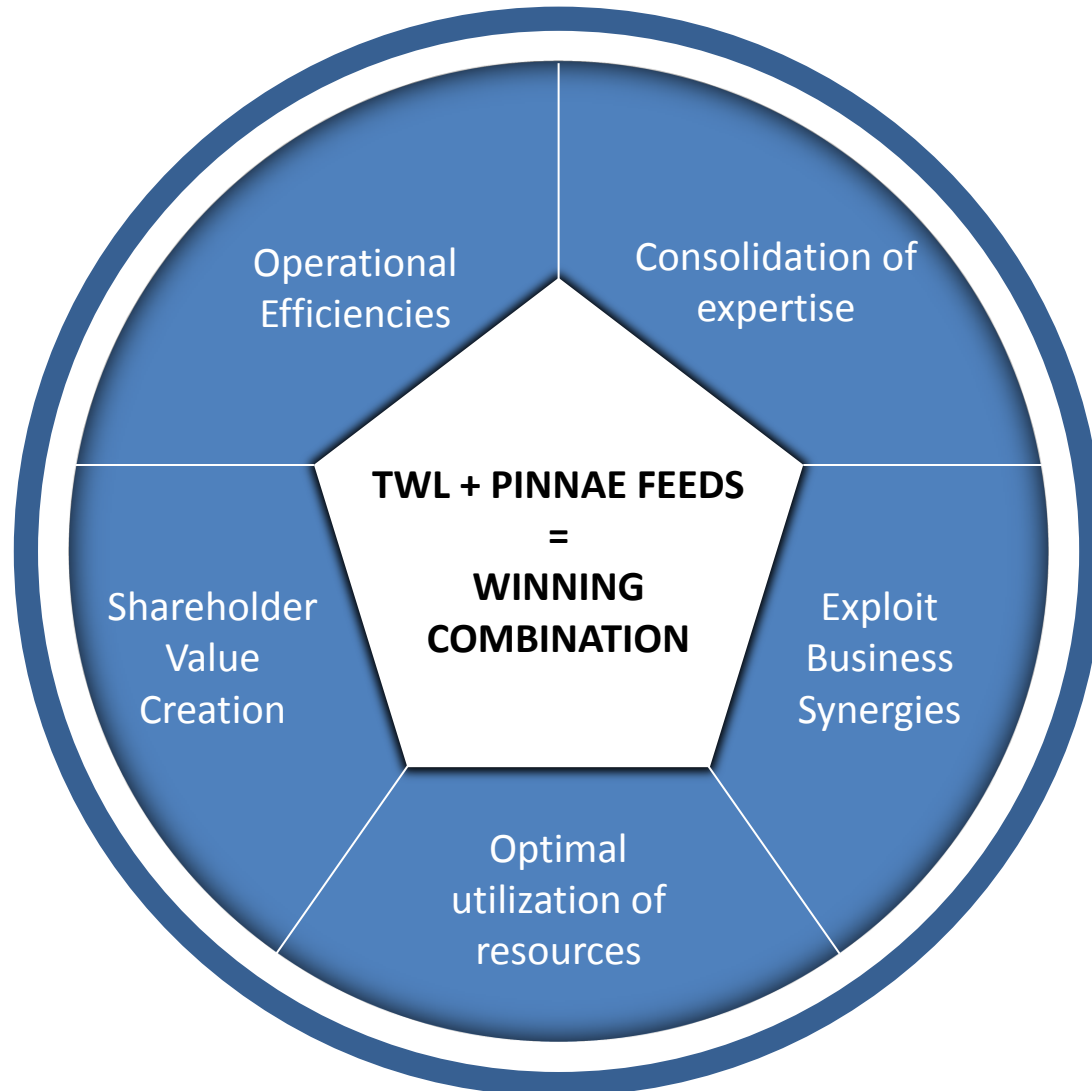 Operational
Efficiencies
Consolidation of
expertise
TWL + PINNAE FEEDS
=
WINNING
COMBINATION
Shareholder
Value
Creation
Exploit
Business
Synergies
Optimal
utilization of
resources